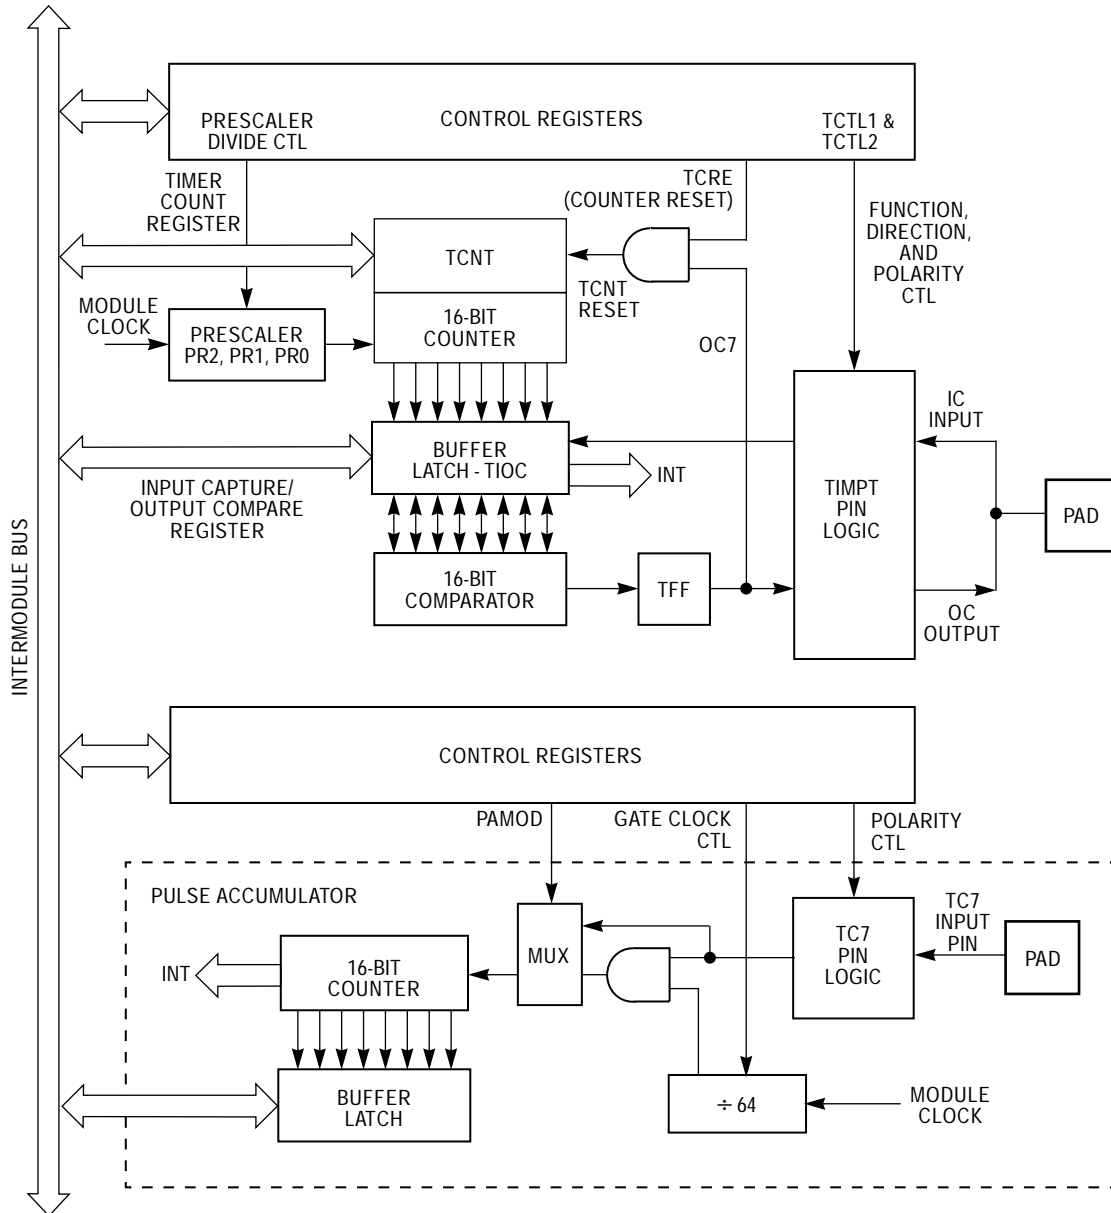 INTERMODULE BUS
PRESCALER
DIVIDE CTL
CONTROL REGISTERS
TCTL1 &
TCTL2
TIMER
COUNT
REGISTER
TCRE
(COUNTER RESET)
FUNCTION,
DIRECTION,
AND
POLARITY
CTL
TCNT
TCNT
RESET
MODULE
CLOCK
PRESCALER
PR2, PR1, PR0
16-BIT
COUNTER
OC7
IC
INPUT
BUFFER
LATCH - TIOC
INT
INPUT CAPTURE/
OUTPUT COMPARE
REGISTER
TIMPT
PIN
LOGIC
PAD
16-BIT
COMPARATOR
TFF
OC
OUTPUT
CONTROL REGISTERS
PAMOD
GATE CLOCK
CTL
POLARITY
CTL
PULSE ACCUMULATOR
INT
16-BIT
COUNTER
MUX
TC7
PIN
LOGIC
TC7
INPUT
PIN
PAD
BUFFER
LATCH
÷ 64
MODULE
CLOCK